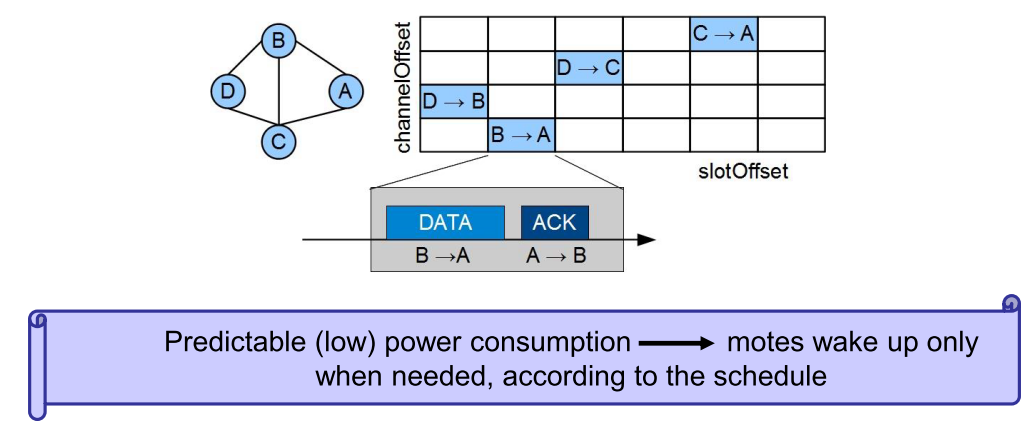 B
D
A
C
channelOffset
C → A
D → C
D → B
B → A
slotOffset
DATA
ACK
B →A
A → B
Predictable (low) power consumption → motes wake up only
when needed, according to the schedule